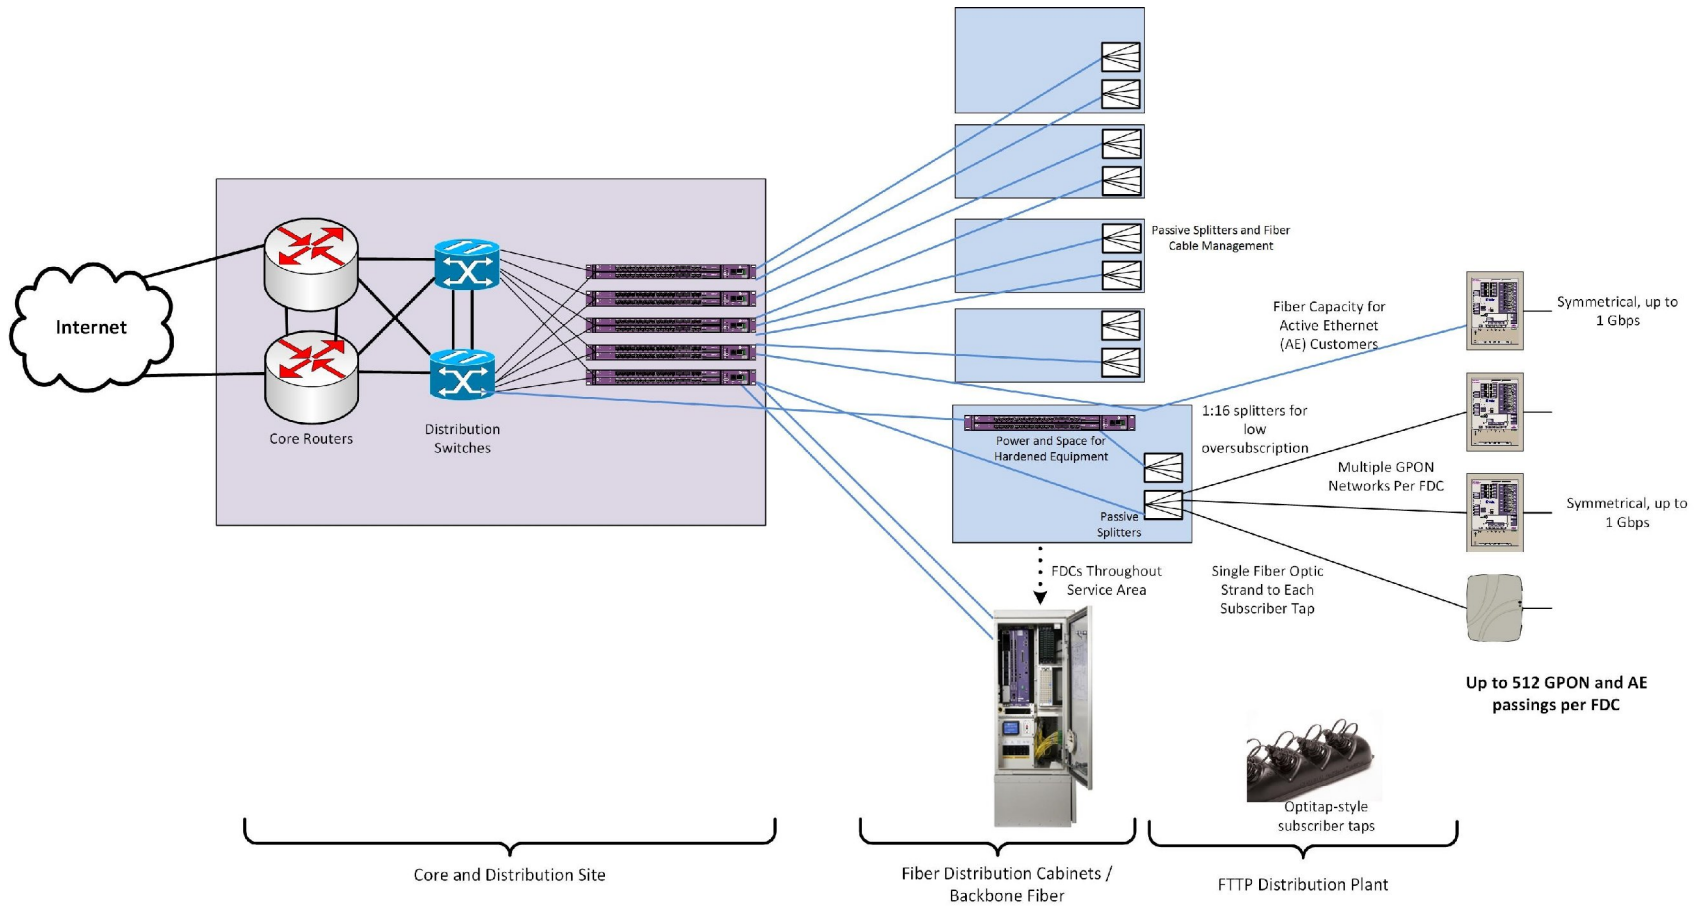 Passive Splitters and Fiber
Cable Management
Fiber Capacity for
Active Ethernet
(AE) Customers
Symmetrical, up to
1 Gbps
Internet
Core Routers
Distribution
Switches
1:16 splitters for
low
oversubscription
Power and Space for
Hardened Equipment
Multiple GPON
Networks Per FDC
Passive
Splitters
Symmetrical, up to
1 Gbps
FDCs Throughout
Service Area
Single Fiber Optic
Strand to Each
Subscriber Tap
Up to 512 GPON and AE
passings per FDC
Optitap-style
subscriber taps
Core and Distribution Site
Fiber Distribution Cabinets /
Backbone Fiber
FTTP Distribution Plant